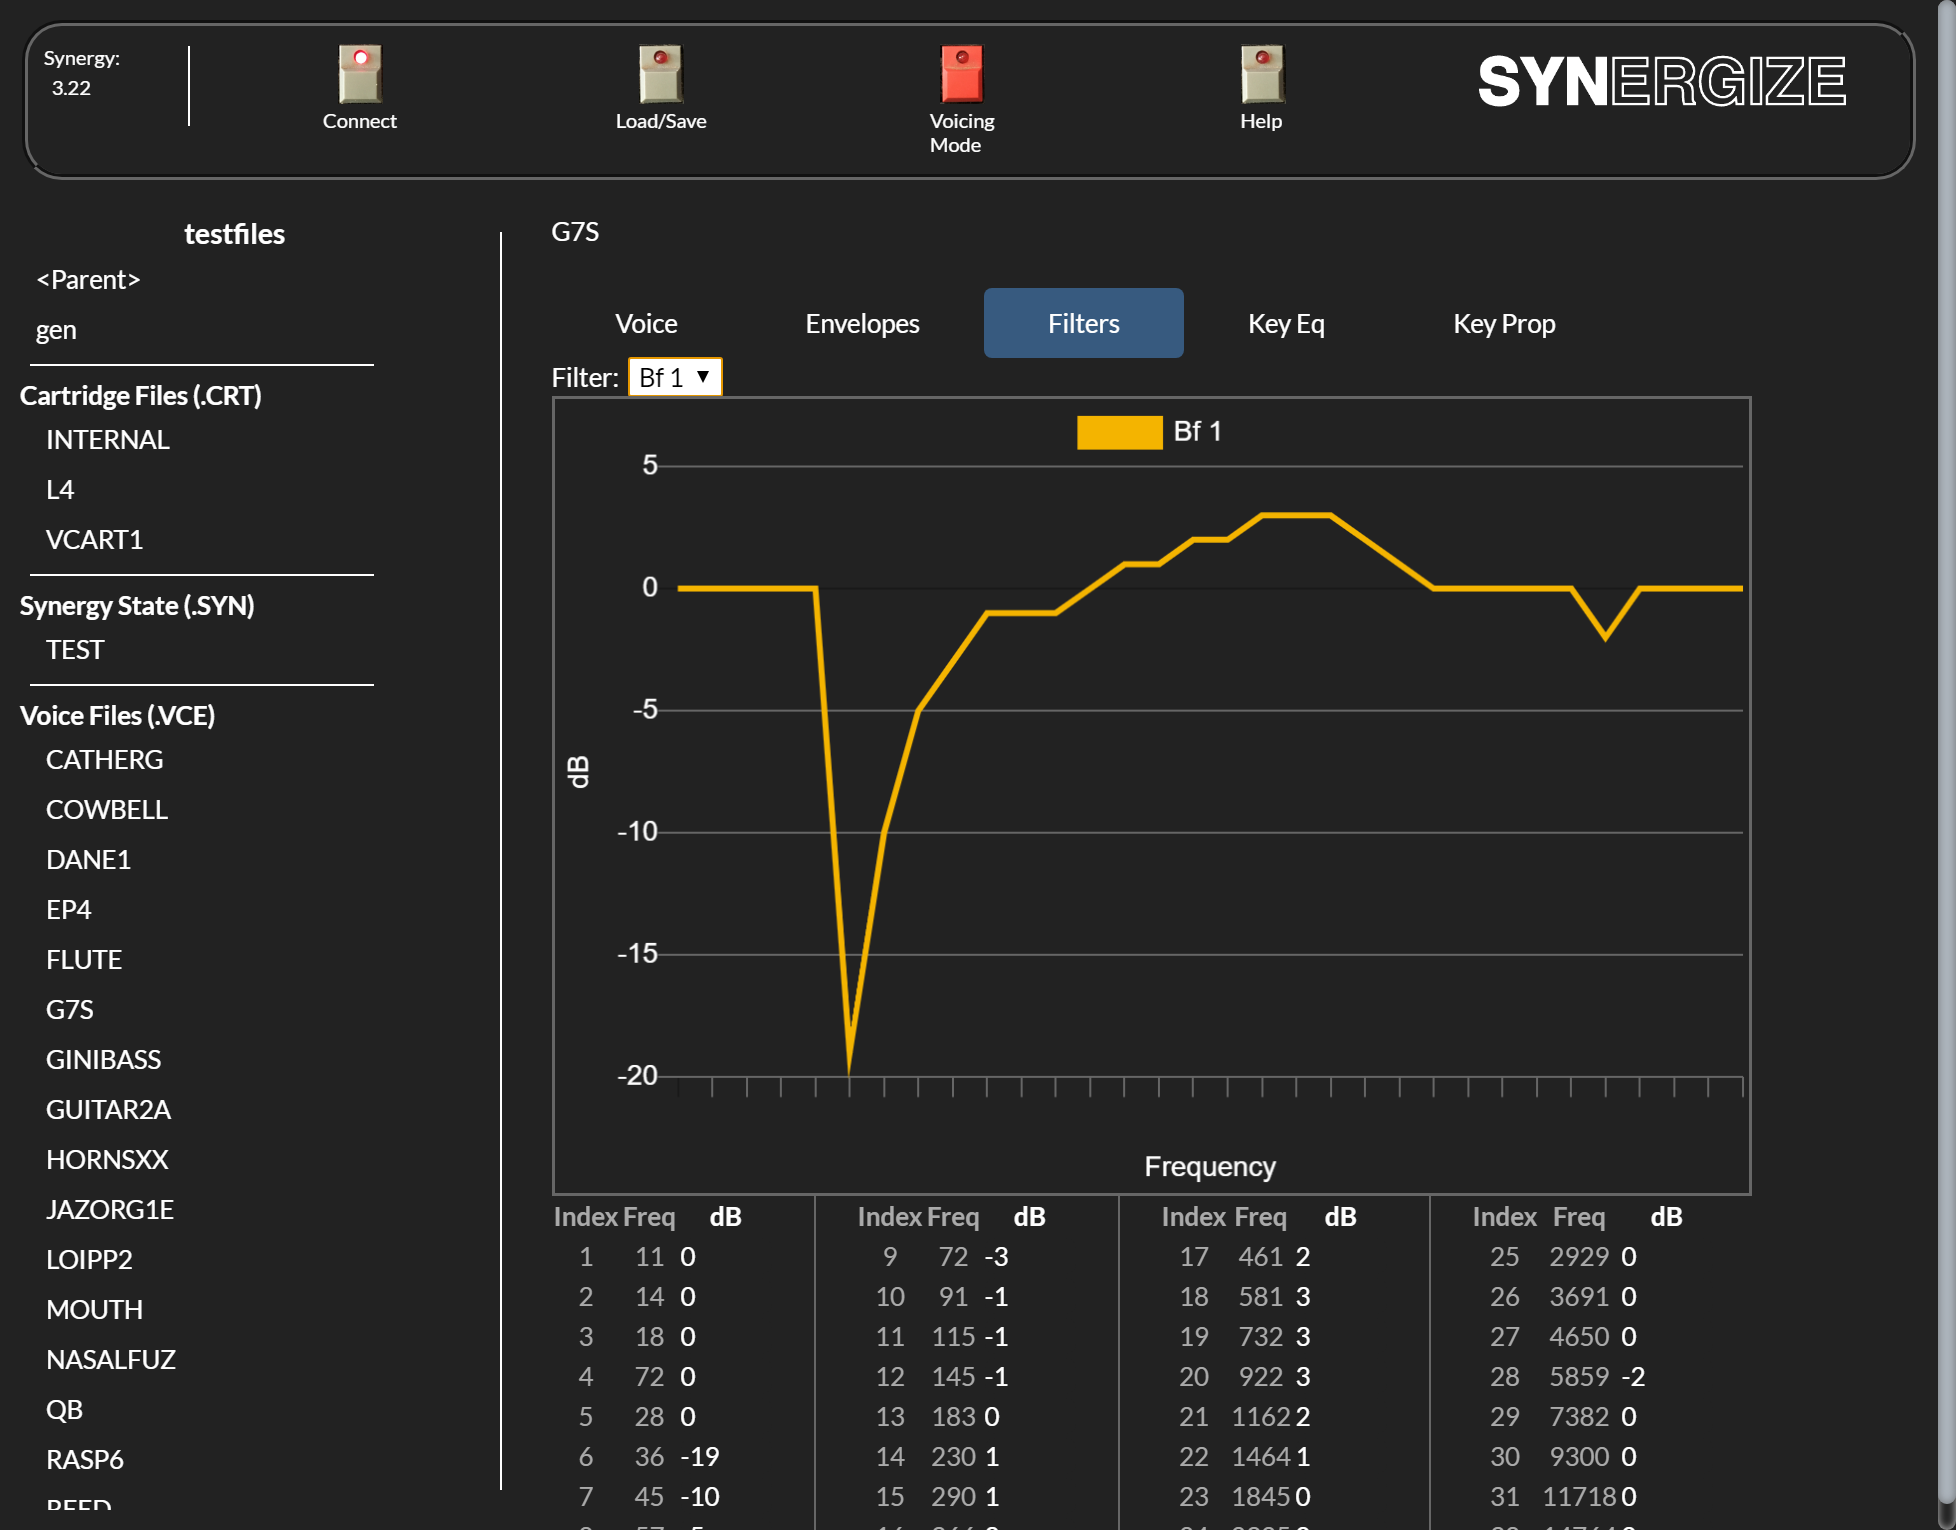 Synergy:
3.22
Connect
Load/Save
Voicing
Mode
Help
SYNERGIZE
testfiles
<Parent>
gen
Cartridge Files (.CRT)
INTERNAL
L4
VCART1
Synergy State (.SYN)
TEST
Voice Files (.VCE)
CATHERG
COWBELL
DANE1
EP4
FLUTE
G7S
GINIBASS
GUITAR2A
HORNSXX
JAZORG1E
LOIPP2
MOUTH
NASALFUZ
QB
RASP6
REED
G7S
Voice Envelopes Filters Key Eq Key Prop
Filter: Bf 1 ▼
Bf 1
5
0
-5
-10
-15
-20
dB
Frequency
Index Freq dB Index Freq dB Index Freq dB Index Freq dB
1 11 0 9 72 -3 17 461 2 25 2929 0
2 14 0 10 91 -1 18 581 3 26 3691 0
3 18 0 11 115 -1 19 732 3 27 4650 0
4 72 0 12 145 -1 20 922 3 28 5859 -2
5 28 0 13 183 0 21 1162 2 29 7382 0
6 36 -19 14 230 1 22 1464 1 30 9300 0
7 45 -10 15 290 1 23 1845 0 31 11718 0